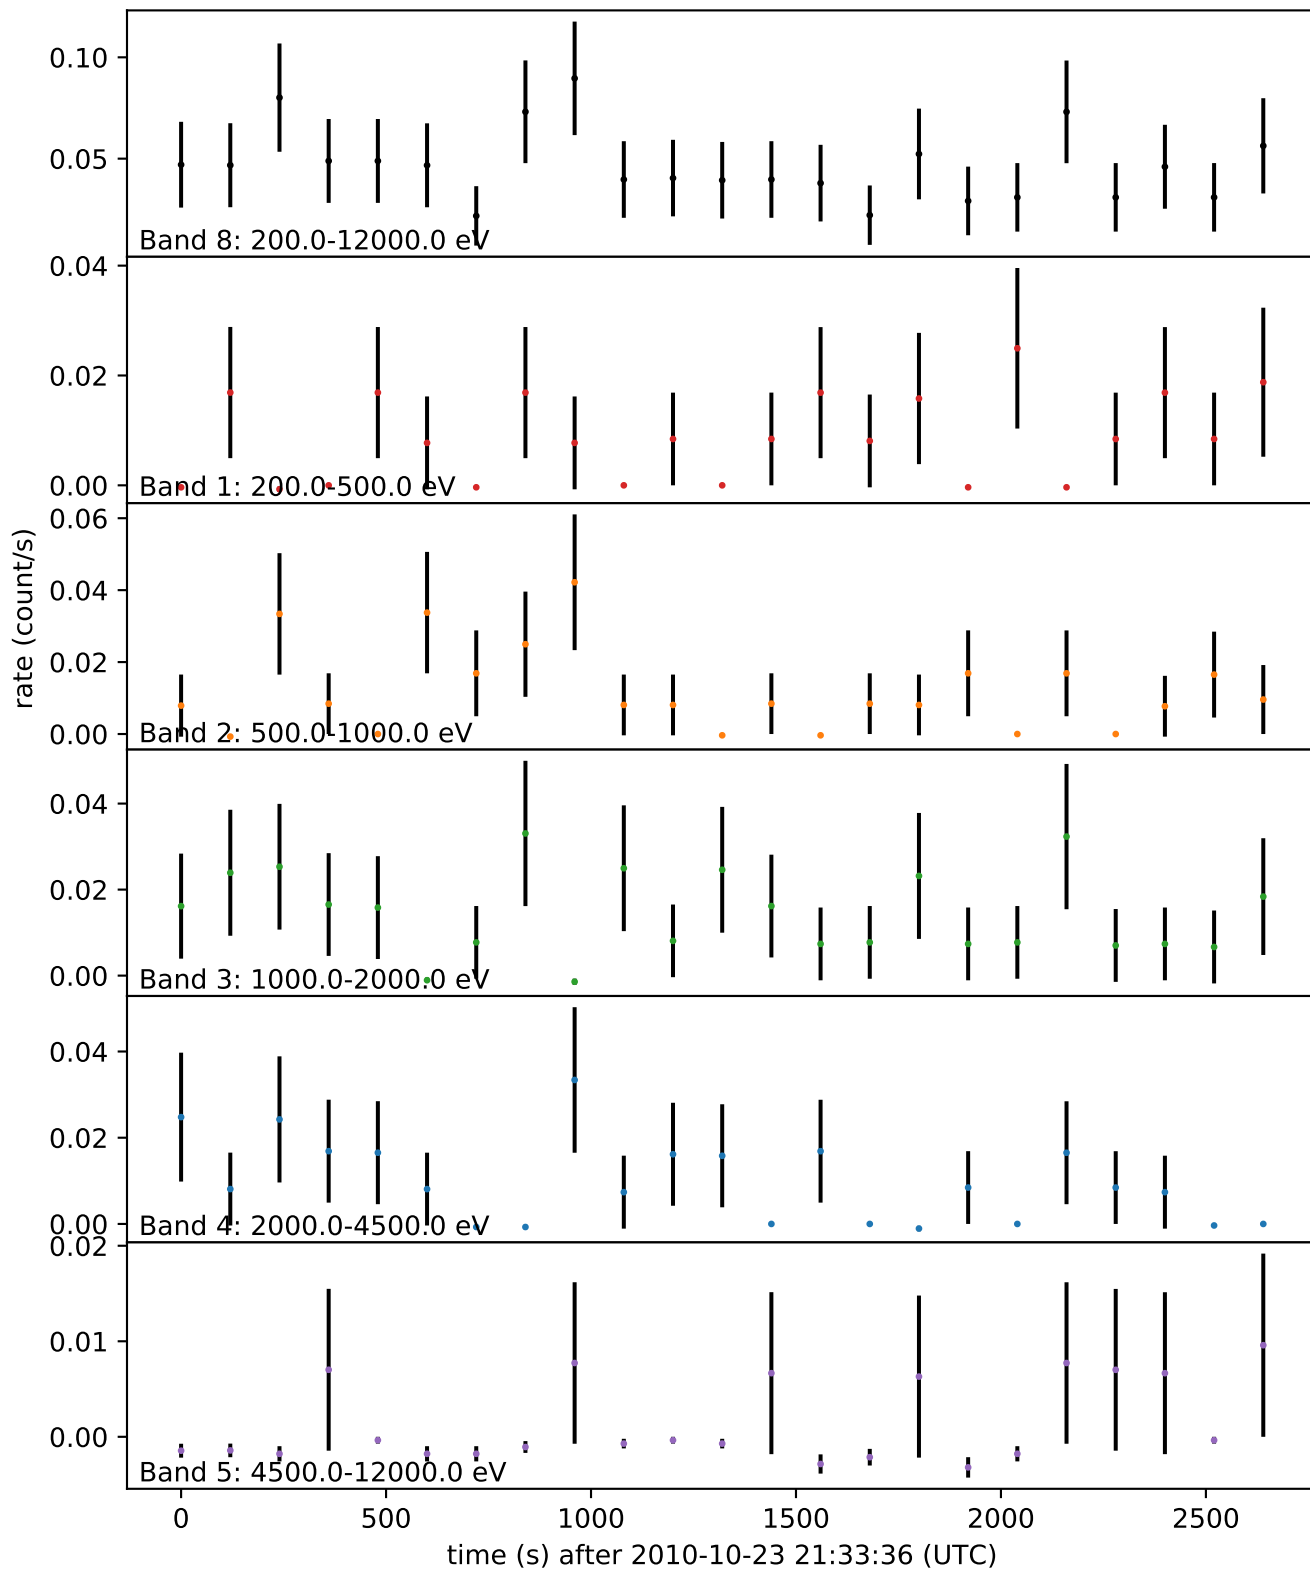 0.10
0.05
Band 8: 200.0-12000.0 eV
0.04
0.02
0.00
Band 1: 200.0-500.0 eV
0.06
0.04
0.02
0.00
Band 2: 500.0-1000.0 eV
rate (count/s)
0.04
0.02
0.00
Band 3: 1000.0-2000.0 eV
0.04
0.02
0.00
Band 4: 2000.0-4500.0 eV
0.02
0.01
0.00
Band 5: 4500.0-12000.0 eV
0 500 1000 1500 2000 2500
time (s) after 2010-10-23 21:33:36 (UTC)